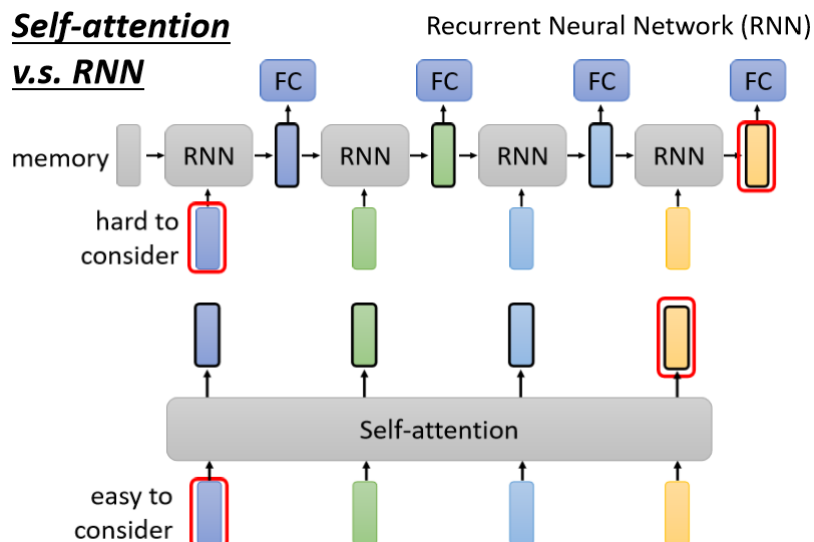 Self-attention
v.s. RNN
Recurrent Neural Network (RNN)
FC FC FC FC
memory RNN RNN RNN RNN
hard to
consider
Self-attention
easy to
consider